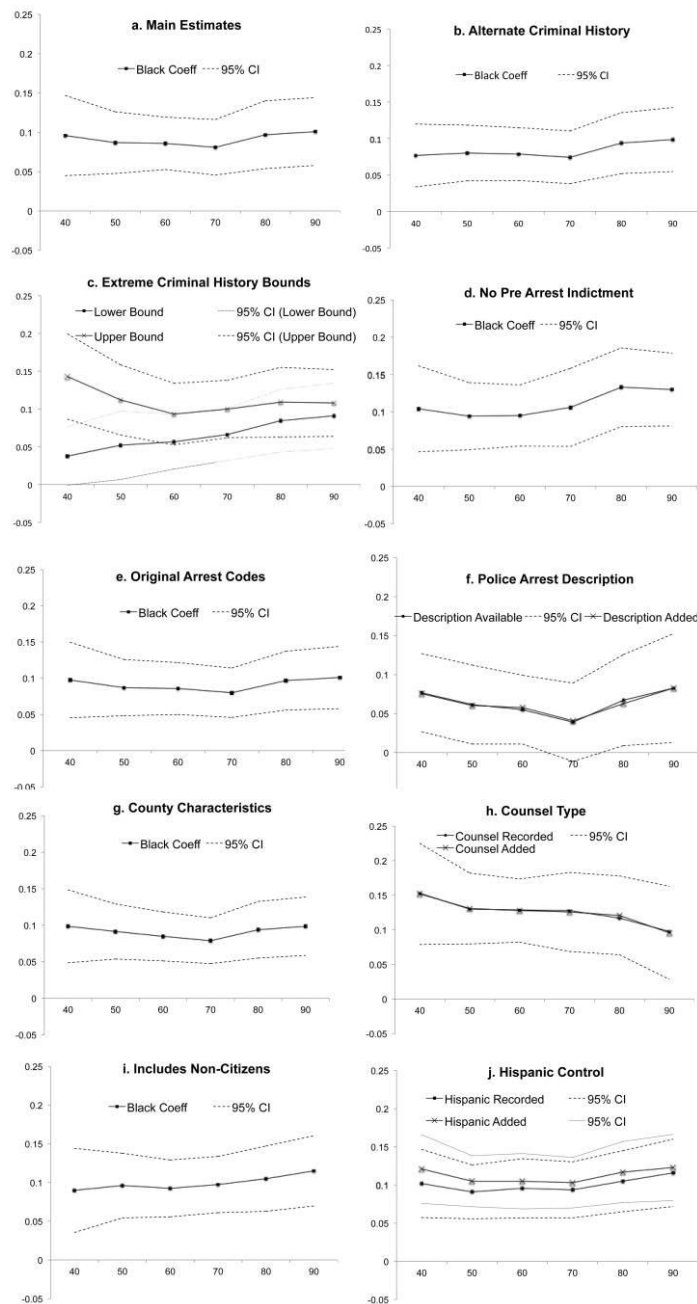 a. Main Estimates
0.25
0.2
Black Coeff 95% CI
0.15
0.1
0.05
0
40 50 60 70 80 90
-0.05
b. Alternate Criminal History
0.25
0.2
Black Coeff 95% CI
0.15
0.1
0.05
0
40 50 60 70 80 90
-0.05
c. Extreme Criminal History Bounds
0.25
Lower Bound 95% CI (Lower Bound)
0.2
Upper Bound 95% CI (Upper Bound)
0.15
0.1
0.05
0
40 50 60 70 80 90
-0.05
d. No Pre Arrest Indictment
0.25
Black Coeff 95% CI
0.2
0.15
0.1
0.05
0
40 50 60 70 80 90
-0.05
e. Original Arrest Codes
0.25
0.2
Black Coeff 95% CI
0.15
0.1
0.05
0
40 50 60 70 80 90
-0.05
f. Police Arrest Description
0.25
0.2
Description Available 95% CI Description Added
0.15
0.1
0.05
0
40 50 60 70 80 90
-0.05
g. County Characteristics
0.25
Black Coeff 95% CI
0.2
0.15
0.1
0.05
0
40 50 60 70 80 90
-0.05
h. Counsel Type
0.25
Counsel Recorded 95% CI
Counsel Added
0.2
0.15
0.1
0.05
0
40 50 60 70 80 90
-0.05
i. Includes Non-Citizens
0.25
Black Coeff 95% CI
0.2
0.15
0.1
0.05
0
40 50 60 70 80 90
-0.05
j. Hispanic Control
0.25
Hispanic Recorded 95% CI
0.2
Hispanic Added 95% CI
0.15
0.1
0.05
0
40 50 60 70 80 90
-0.05